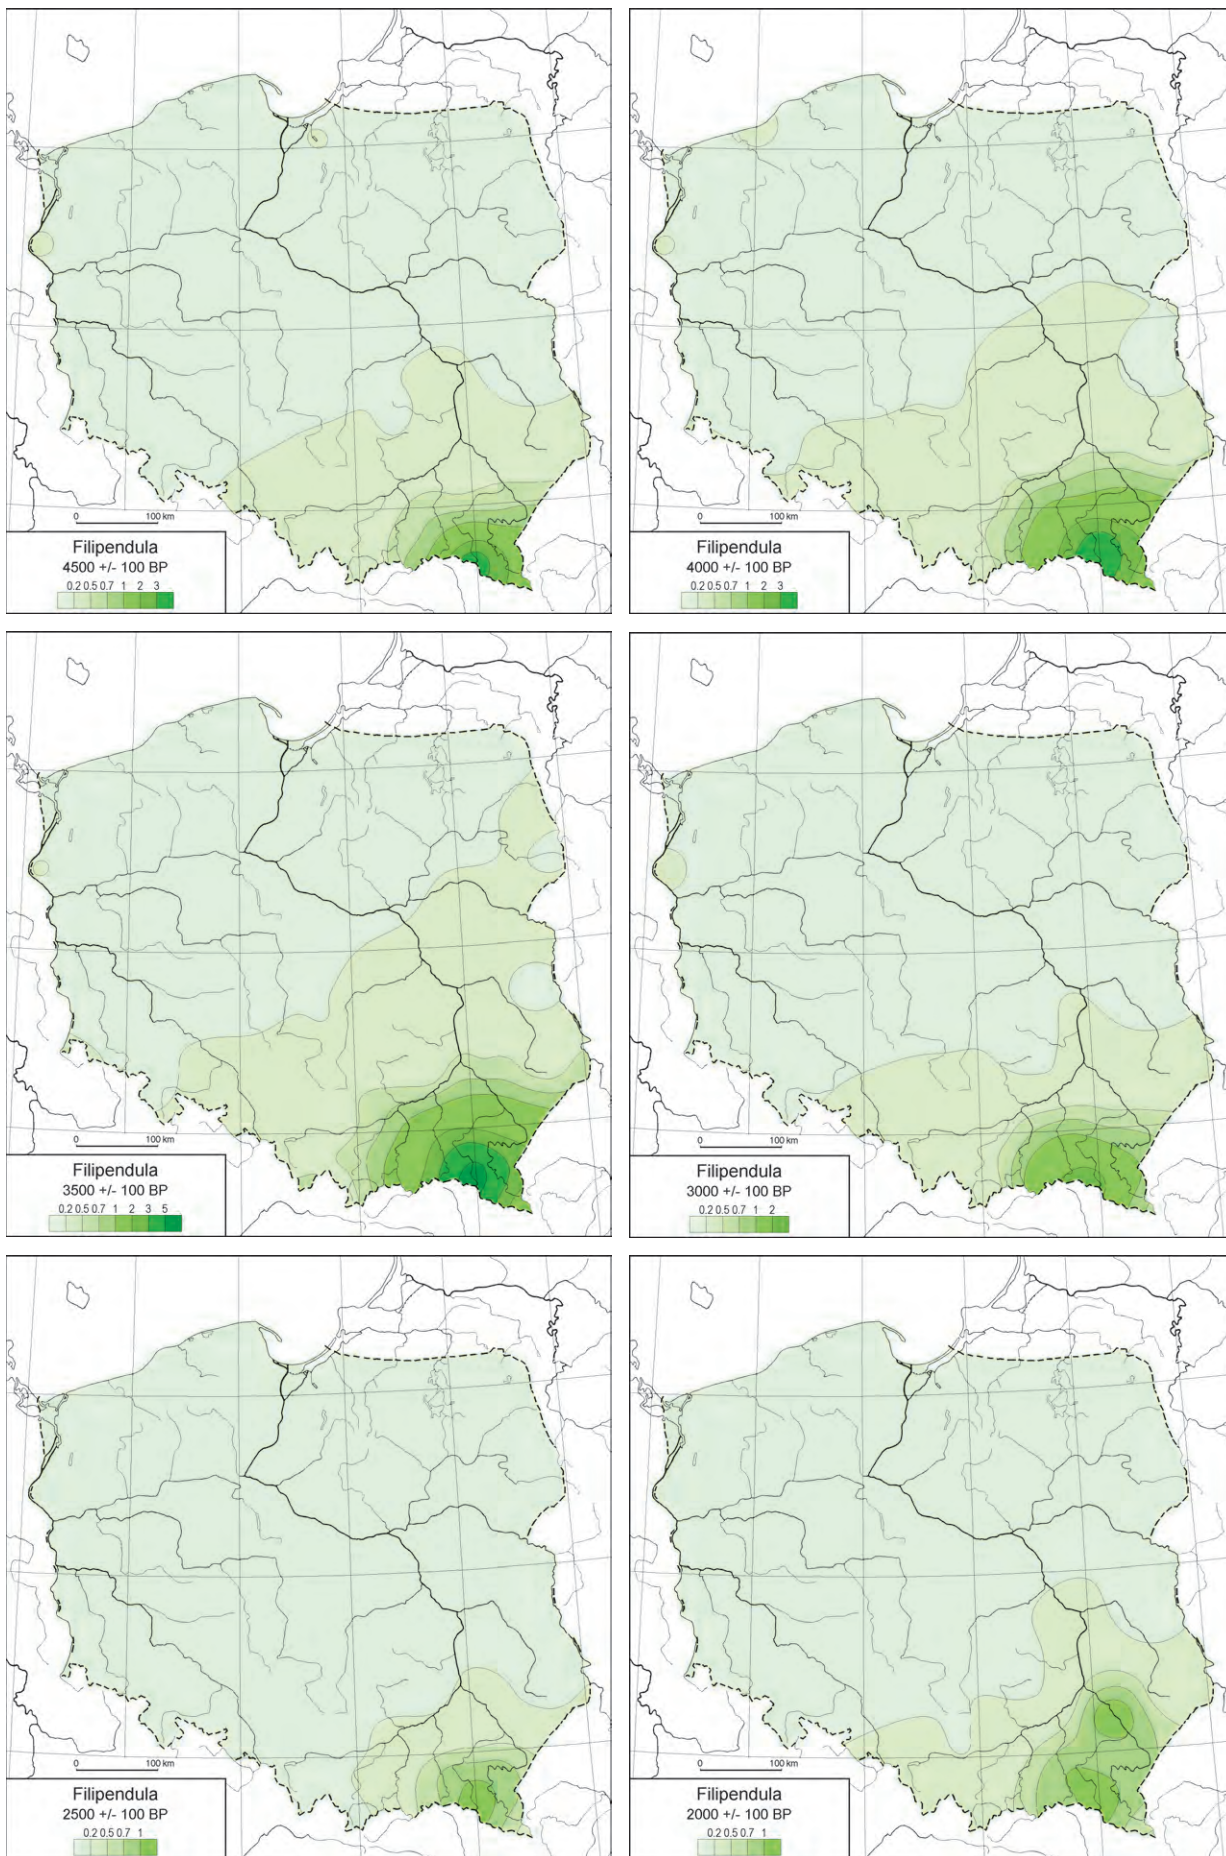 0 100 km
Filipendula
4500 +/- 100 BP
0.2 0.5 0.7 1 2 3
0 100 km
Filipendula
4000 +/- 100 BP
0.2 0.5 0.7 1 2 3
0 100 km
Filipendula
3500 +/- 100 BP
0.2 0.5 0.7 1 2 3 5
0 100 km
Filipendula
3000 +/- 100 BP
0.2 0.5 0.7 1 2
0 100 km
Filipendula
2500 +/- 100 BP
0.2 0.5 0.7 1
0 100 km
Filipendula
2000 +/- 100 BP
0.2 0.5 0.7 1